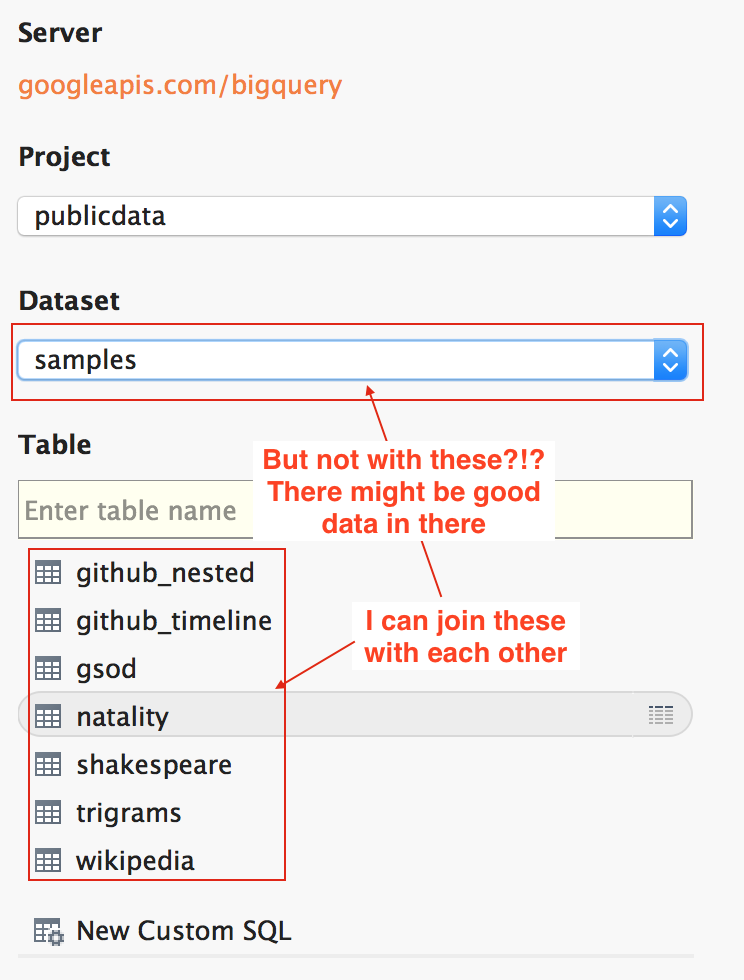 Server
googleapis.com/bigquery
Project
publicdata
Dataset
samples
Table
But not with these?!?
There might be good
data in there
Enter table name
github_nested
github_timeline
I can join these
with each other
gsod
natality
shakespeare
trigrams
wikipedia
New Custom SQL